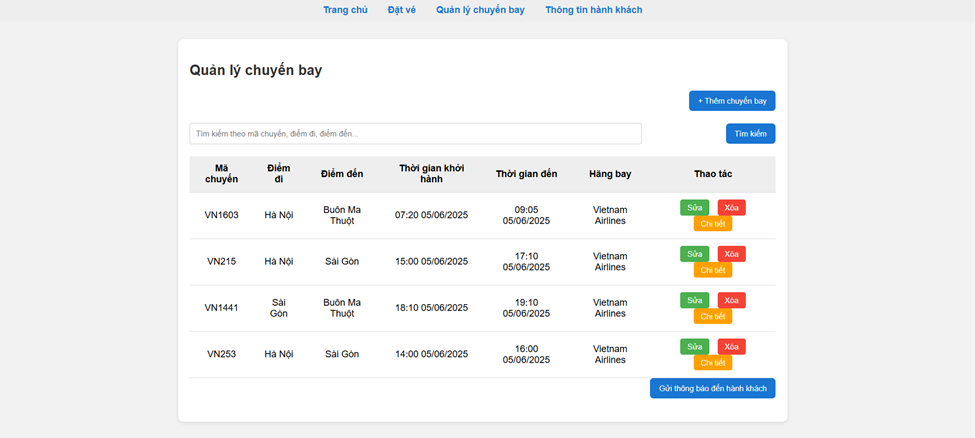 Trang chủ Đặt vé Quản lý chuyến bay Thông tin hành khách
Quản lý chuyến bay
+ Thêm chuyến bay
Tìm kiếm theo mã chuyến, điểm đi, điểm đến... Tìm kiếm
Mã chuyến Điểm đi Điểm đến Thời gian khởi hành Thời gian đến Hãng bay Thao tác
VN1603 Hà Nội Buôn Ma Thuột 07:20 05/06/2025 09:05 05/06/2025 Vietnam Airlines Sửa Xóa Chi tiết
VN215 Hà Nội Sài Gòn 15:00 05/06/2025 17:10 05/06/2025 Vietnam Airlines Sửa Xóa Chi tiết
VN1441 Sài Gòn Buôn Ma Thuột 18:10 05/06/2025 19:10 05/06/2025 Vietnam Airlines Sửa Xóa Chi tiết
VN253 Hà Nội Sài Gòn 14:00 05/06/2025 16:00 05/06/2025 Vietnam Airlines Sửa Xóa Chi tiết
Gửi thông báo đến hành khách